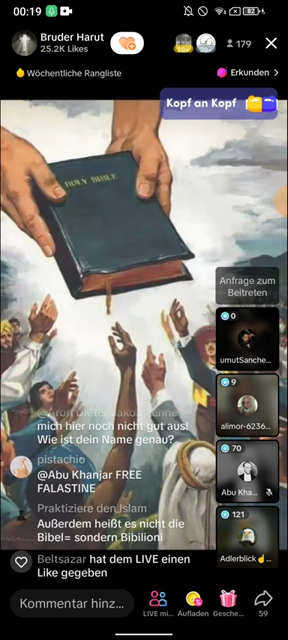 00:19
82
Bruder Harut
25.2K Likes
179
Wöchentliche Rangliste
Erkunden
Kopf an Kopf
HOLY BIBLE
Anfrage zum
Beitreten
0
umutSanche...
9
alimor-6236...
70
Abu Kha...
121
Adlerblick☝...
mich hier noch nicht gut aus!
Wie ist dein Name genau?
pistachio
@Abu Khanjar FREE
FALASTINE
Praktiziere den Islam
Außerdem heißt es nicht die
Bibel= sondern Bibilioni
Beltsazar hat dem LIVE einen
Like gegeben
Kommentar hinz...
LIVE mi...
Aufladen
Gesche...
59